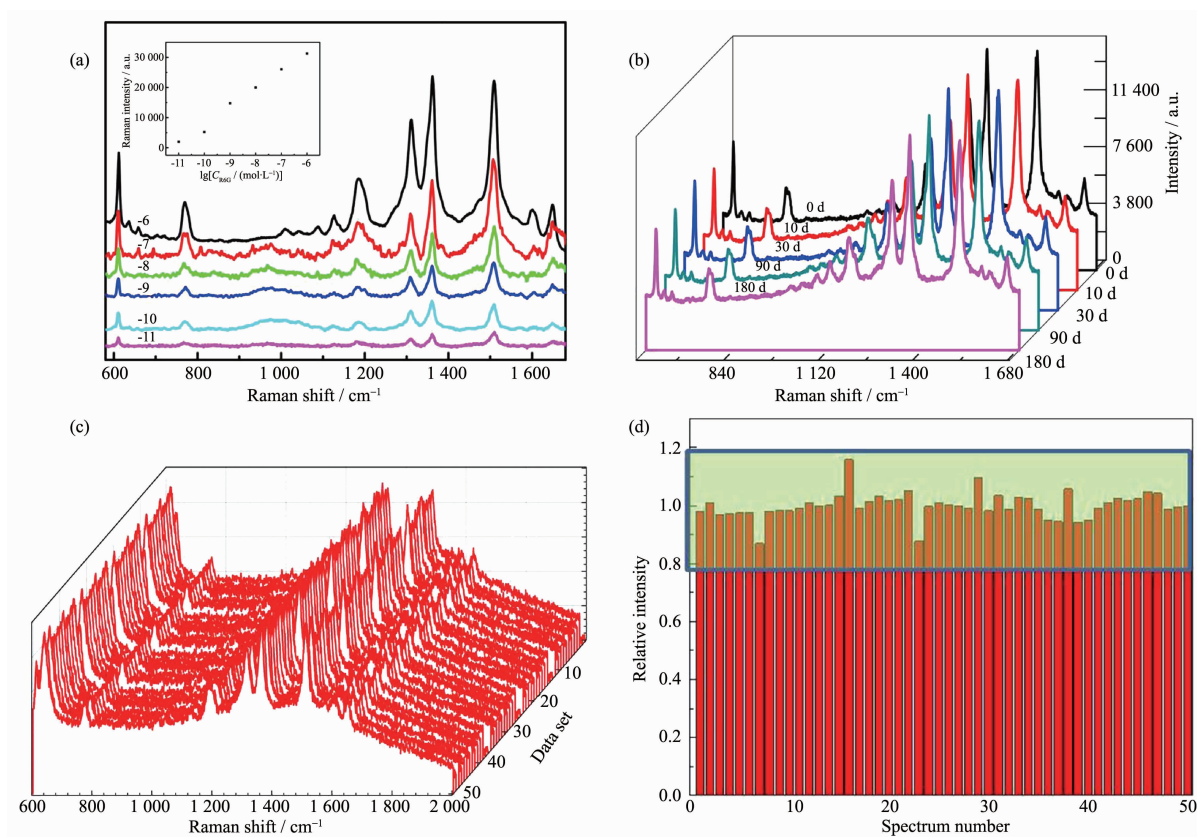 (a)
30 000
20 000
10 000
0
Raman intensity / a.u.
-11 -10 -9 -8 -7 -6
lg[C_R6G / (mol·L⁻¹)]
-6
-7
-8
-9
-10
-11
600 800 1 000 1 200 1 400 1 600
Raman shift / cm⁻¹
(b)
11 400
7 600
3 800
0
Intensity / a.u.
0 d
10 d
30 d
90 d
180 d
0 d
10 d
30 d
90 d
180 d
840 1 120 1 400 1 680
Raman shift / cm⁻¹
(c)
10
20
30
40
50
Data set
600 800 1 000 1 200 1 400 1 600 1 800 2 000
Raman shift / cm⁻¹
(d)
1.2
1.0
0.8
0.6
0.4
0.2
0.0
Relative intensity
0 10 20 30 40 50
Spectrum number